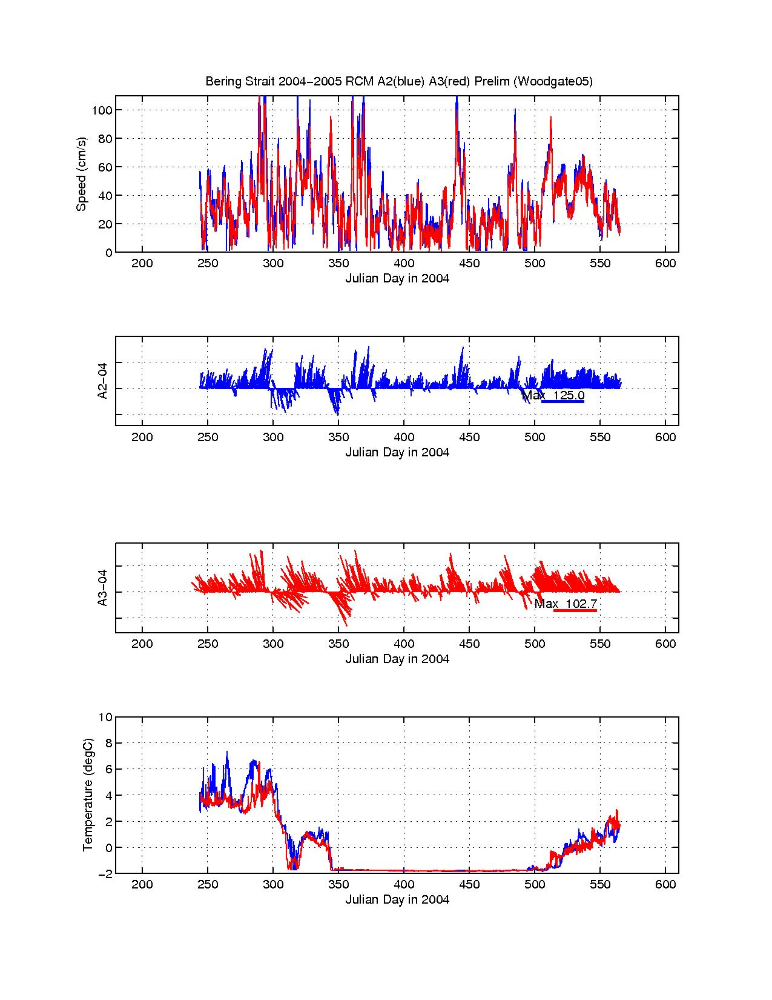 Bering Strait 2004−2005 RCM A2(blue) A3(red) Prelim (Woodgate05)
100
80
60
40
20
0
Speed (cm/s)
200 250 300 350 400 450 500 550 600
Julian Day in 2004
A2−04
Max 125.0
200 250 300 350 400 450 500 550 600
Julian Day in 2004
A3−04
Max 102.7
200 250 300 350 400 450 500 550 600
Julian Day in 2004
10
8
6
4
2
0
−2
Temperature (degC)
200 250 300 350 400 450 500 550 600
Julian Day in 2004